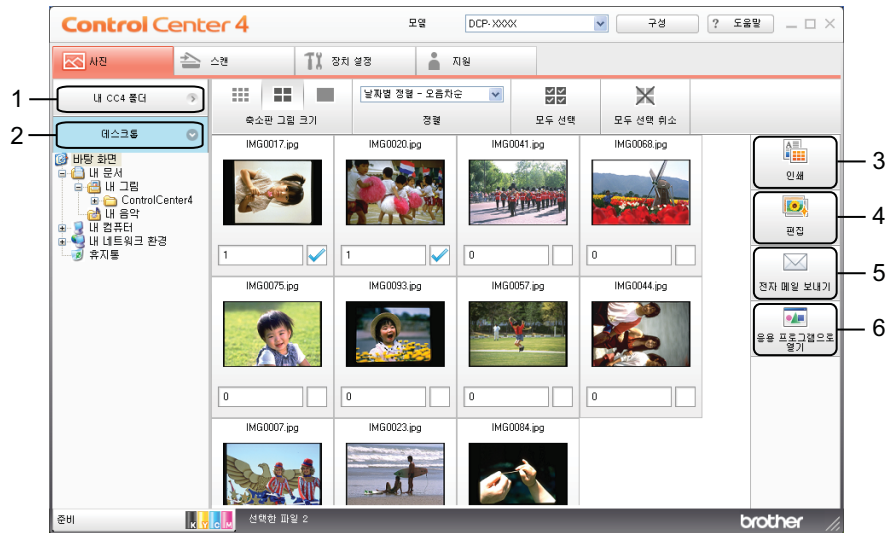 Control Center 4
모델
DCP-XXXX
구성
? 도움말
사진
스캔
장치 설정
지원
1
내 CC4 폴더
2
데스크톱
축소판 그림 크기
날짜별 정렬 - 오름차순
정렬
모두 선택
모두 선택 취소
바탕 화면
내 문서
내 그림
ControlCenter4
내 음악
내 컴퓨터
내 네트워크 환경
휴지통
IMG0017.jpg
IMG0020.jpg
IMG0041.jpg
IMG0068.jpg
1
1
0
0
IMG0075.jpg
IMG0093.jpg
IMG0057.jpg
IMG0044.jpg
0
0
0
0
IMG0007.jpg
IMG0023.jpg
IMG0084.jpg
인쇄
3
편집
4
전자 메일 보내기
5
응용 프로그램으로
열기
6
준비
K Y C M
선택한 파일 2
brother